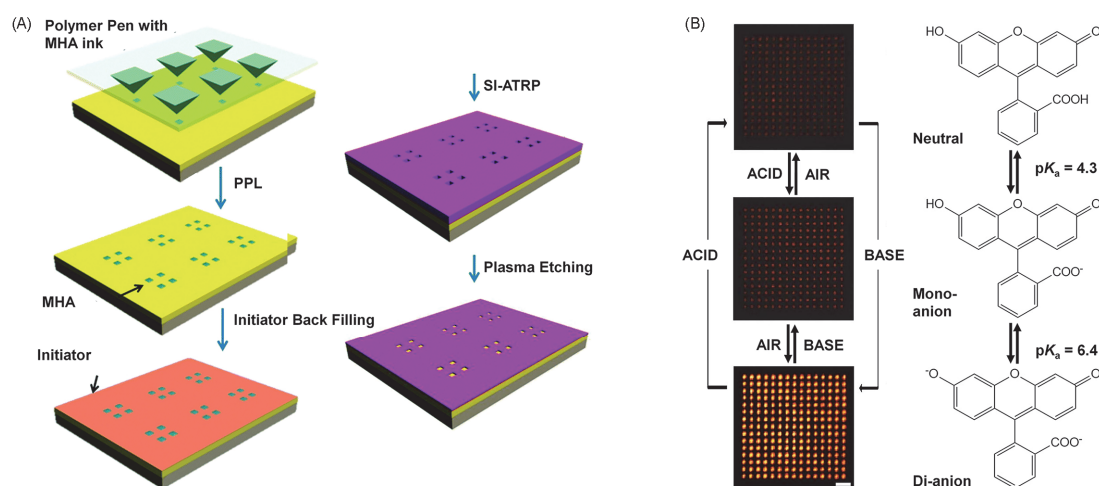 (A)
Polymer Pen with
MHA ink
PPL
MHA
Initiator Back Filling
Initiator
SI-ATRP
Plasma Etching
(B)
ACID
AIR
ACID
BASE
AIR
BASE
HO
O
O
COOH
Neutral
pKa = 4.3
HO
O
O
COO-
Mono-
anion
pKa = 6.4
-O
O
O
COO-
Di-anion